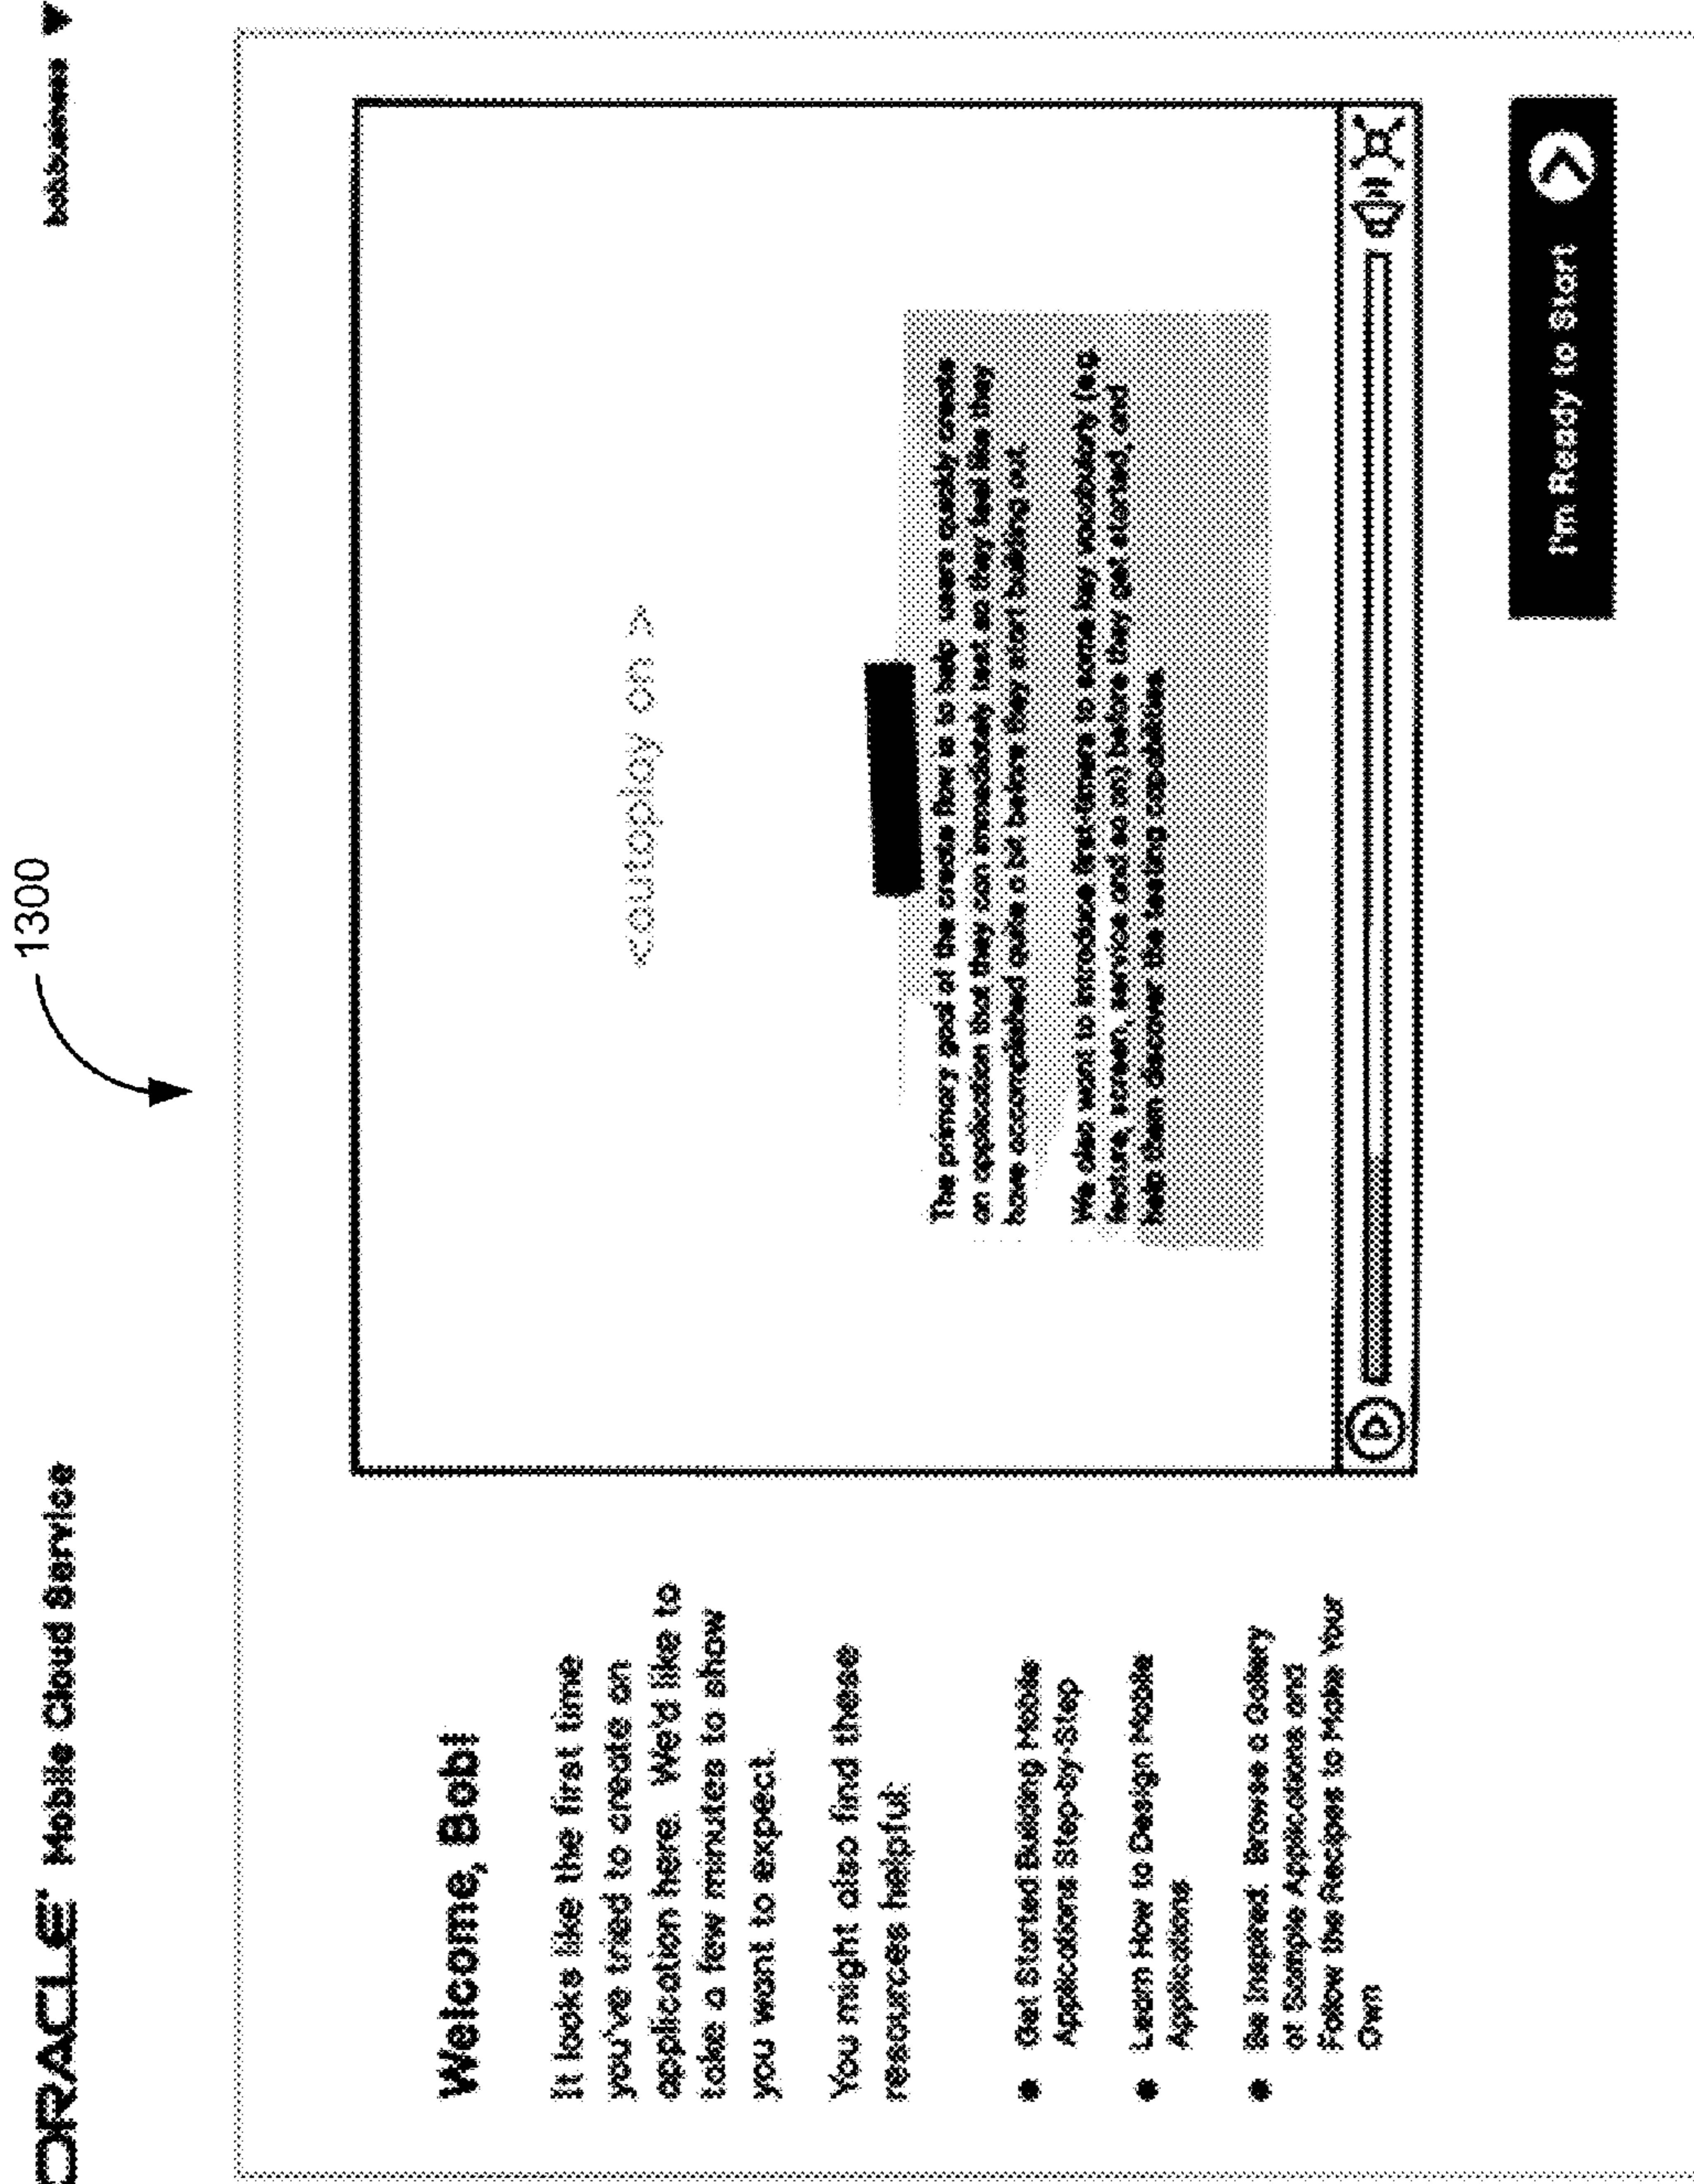 1300
ORACLE Mobile Cloud Service
Welcome, Bob!
It looks like the first time
you've tried to create an
application here. We'd like to
take a few minutes to show
you want to expect.
You might also find these
resources helpful:
● Get Started Building Mobile
Applications Step-by-Step
● Learn How to Design Mobile
Applications
● Be Inspired. Browse a Gallery
of Sample Applications and
Follow the Recipes to Make Your
Own
<autoplay on >
The primary goal of the create flow is to help users quickly create
an application that they can immediately test so they feel like they
have accomplished quite a bit before they start building out.
We also want to introduce first-timers to some key vocabulary (e.g.
feature, screen, service and so on) before they get started, and
help them discover the testing capabilities.
I'm Ready to Start